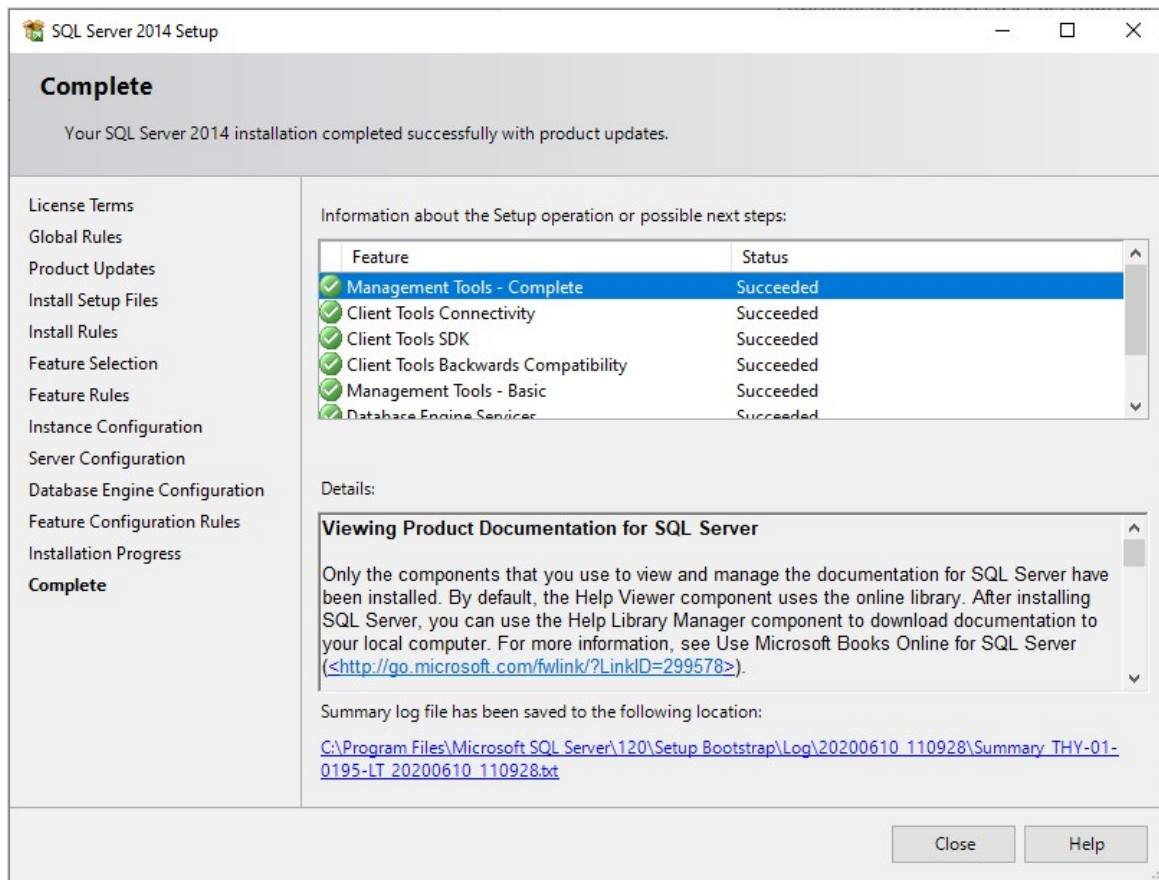 SQL Server 2014 Setup
Complete
Your SQL Server 2014 installation completed successfully with product updates.
License Terms
Global Rules
Product Updates
Install Setup Files
Install Rules
Feature Selection
Feature Rules
Instance Configuration
Server Configuration
Database Engine Configuration
Feature Configuration Rules
Installation Progress
Complete
Information about the Setup operation or possible next steps:
Feature Status
Management Tools - Complete Succeeded
Client Tools Connectivity Succeeded
Client Tools SDK Succeeded
Client Tools Backwards Compatibility Succeeded
Management Tools - Basic Succeeded
Database Engine Services Succeeded
Details:
Viewing Product Documentation for SQL Server
Only the components that you use to view and manage the documentation for SQL Server have
been installed. By default, the Help Viewer component uses the online library. After installing
SQL Server, you can use the Help Library Manager component to download documentation to
your local computer. For more information, see Use Microsoft Books Online for SQL Server
(<http://go.microsoft.com/fwlink/?LinkID=299578>).
Summary log file has been saved to the following location:
C:\Program Files\Microsoft SQL Server\120\Setup Bootstrap\Log\20200610_110928\Summary_THY-01-
0195-LT_20200610_110928.txt
Close Help